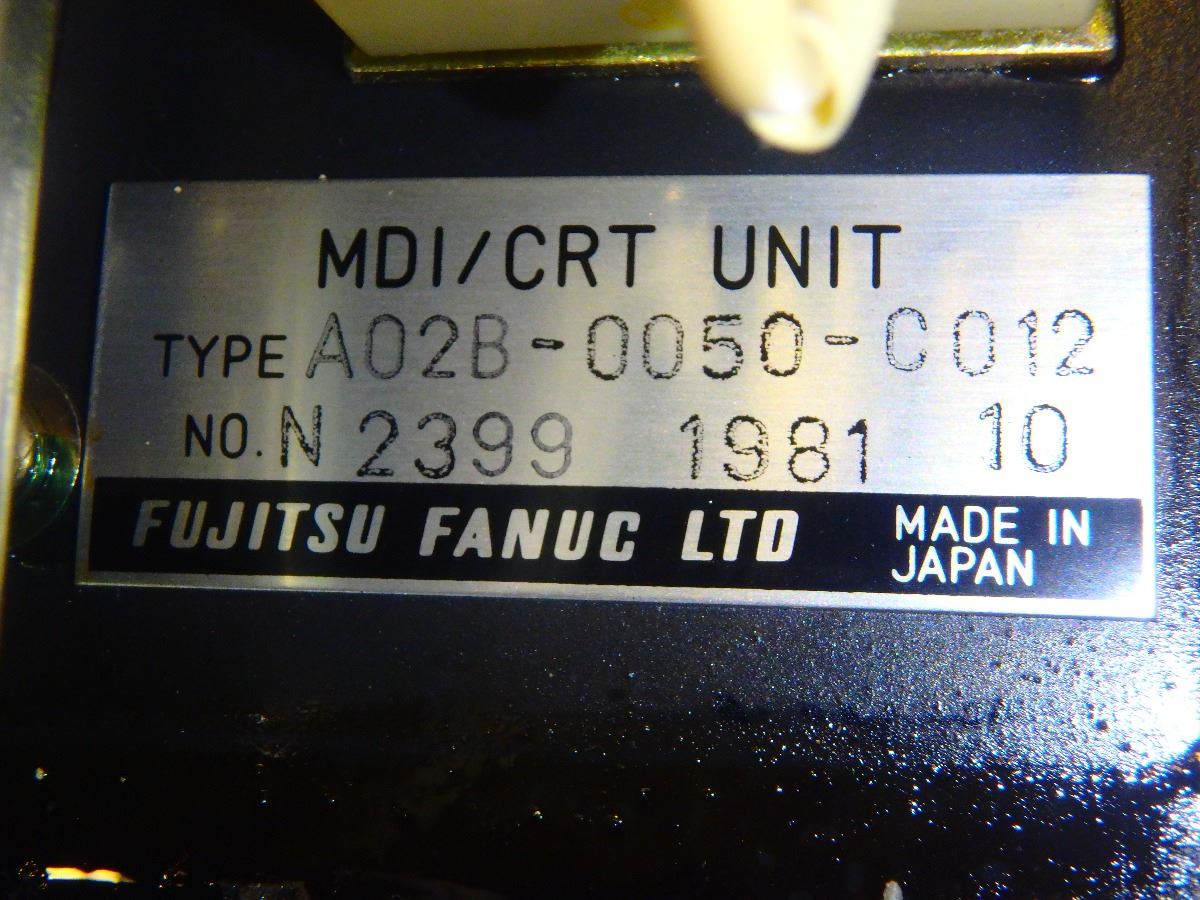 MDI/CRT UNIT
TYPE A02B-0050-C012
NO. N 2399 1981 10
FUJITSU FANUC LTD MADE IN
JAPAN